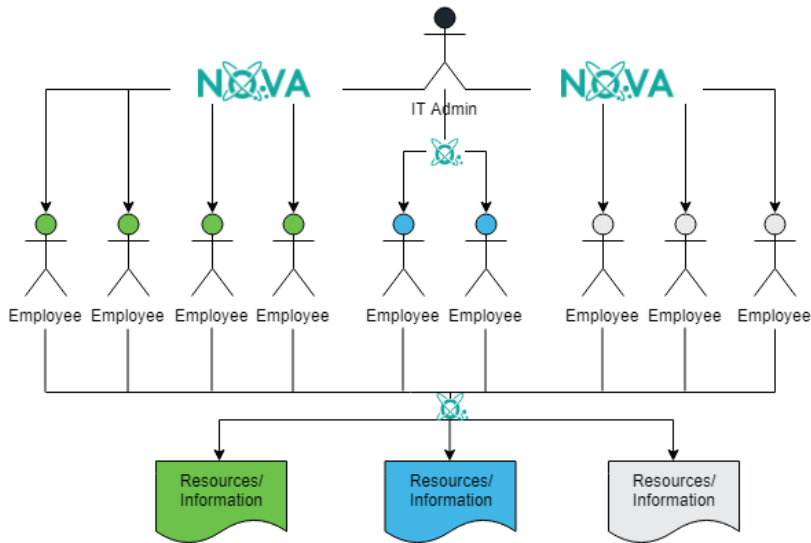 NOVA
NOVA
IT Admin
Employee
Employee
Employee
Employee
Employee
Employee
Employee
Employee
Employee
Resources/
Information
Resources/
Information
Resources/
Information